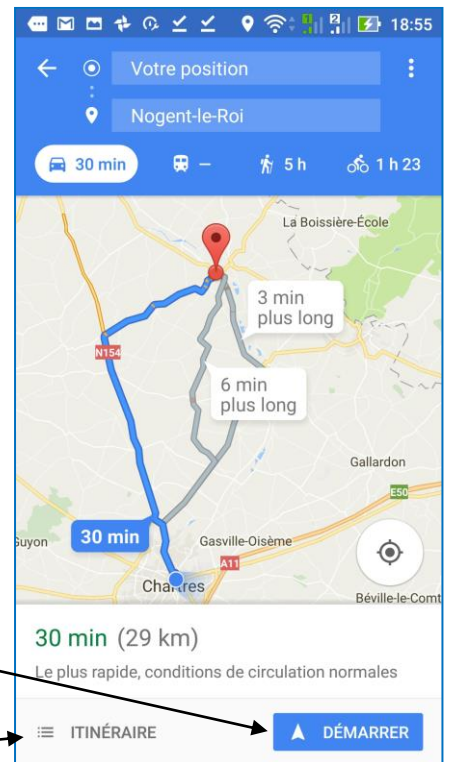 1 2 18:55
Votre position
Nogent-le-Roi
30 min – 5 h 1 h 23
La Boissière-École
3 min
plus long
N154
6 min
plus long
Gallardon
E50
30 min
Gasville-Oisème
A11
Chartres
Béville-le-Comt
30 min (29 km)
Le plus rapide, conditions de circulation normales
ITINÉRAIRE
DÉMARRER